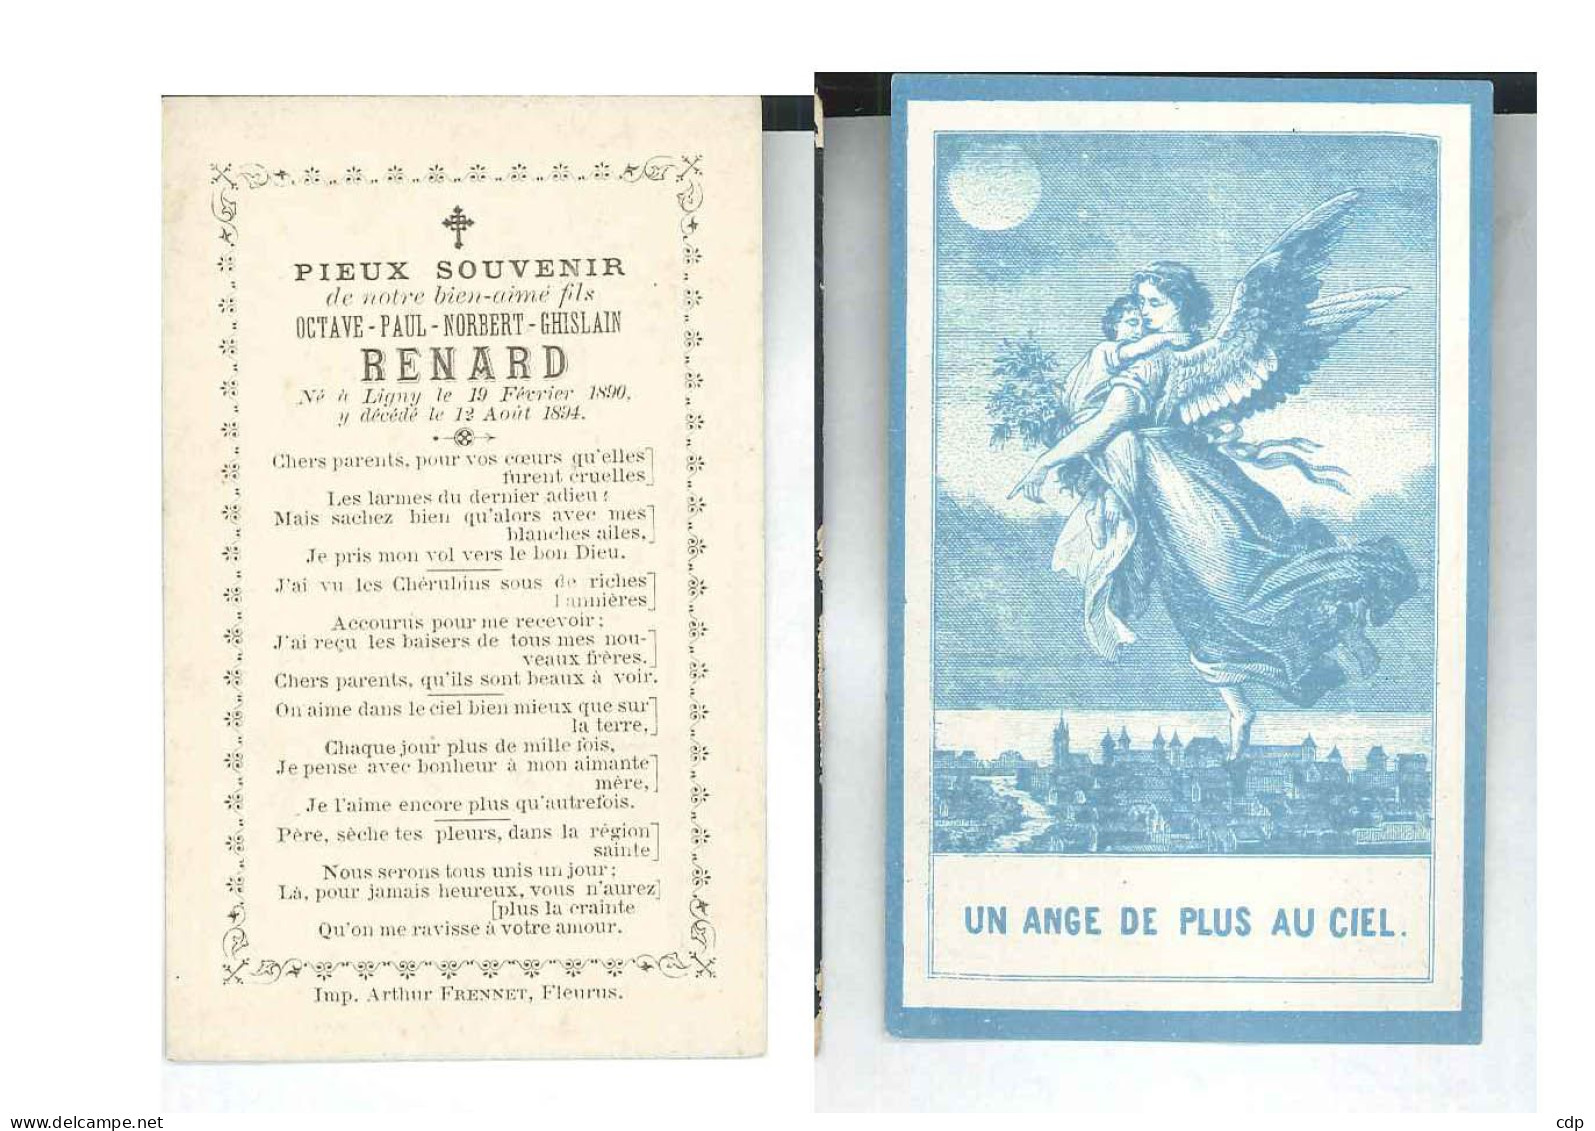 PIEUX SOUVENIR
de notre bien-aimé fils
OCTAVE-PAUL-NORBERT-GHISLAIN
RENARD
Né à Ligny le 19 Février 1890,
y décédé le 12 Août 1894.
Chers parents, pour vos cœurs qu'elles]
furent cruelles]
Les larmes du dernier adieu!
Mais sachez bien qu'alors avec mes]
blanches ailes,]
Je pris mon vol vers le bon Dieu.
J'ai vu les Chérubins sous de riches]
bannières]
Accourus pour me recevoir;
J'ai reçu les baisers de tous mes nou-]
veaux frères.]
Chers parents, qu'ils sont beaux à voir.
On aime dans le ciel bien mieux que sur]
la terre,]
Chaque jour plus de mille fois,
Je pense avec bonheur à mon aimante]
mère,]
Je l'aime encore plus qu'autrefois.
Père, sèche tes pleurs, dans la région]
sainte]
Nous serons tous unis un jour;
Là, pour jamais heureux, vous n'aurez]
[plus la crainte
Qu'on me ravisse à votre amour.
Imp. Arthur FRENNET, Fleurus.
UN ANGE DE PLUS AU CIEL.
www.delcampe.net
cdp